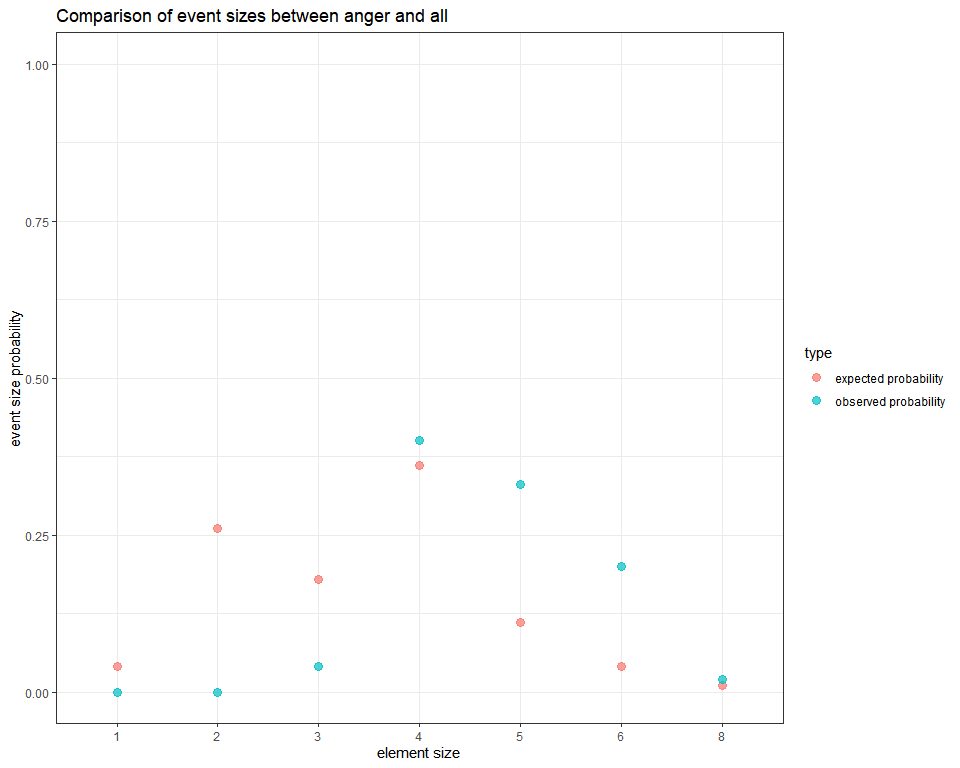 Comparison of event sizes between anger and all
event size probability
1.00
0.75
0.50
0.25
0.00
1 2 3 4 5 6 8
element size
type
expected probability
observed probability